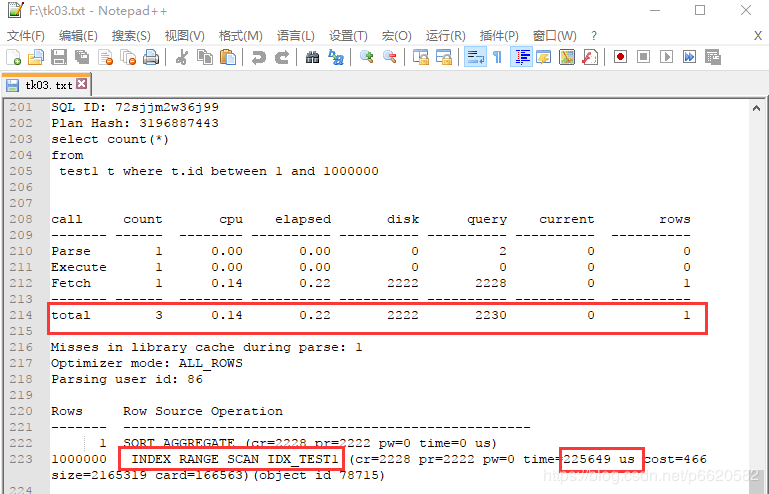 F:\tk03.txt - Notepad++
文件(F) 编辑(E) 搜索(S) 视图(V) 格式(M) 语言(L) 设置(T) 宏(O) 运行(R) 插件(P) 窗口(W) ? X
tk03. txt
201 SQL ID: 72sjjm2w36j99
202 Plan Hash: 3196887443
203 select count(*)
204 from
205 test1 t where t.id between 1 and 1000000
206
207
208 call count cpu elapsed disk query current rows
209 ------- ------ -------- ---------- ---------- ---------- ---------- ----------
210 Parse 1 0.00 0.00 0 2 0 0
211 Execute 1 0.00 0.00 0 0 0 0
212 Fetch 1 0.14 0.22 2222 2228 0 1
213 ------- ------ -------- ---------- ---------- ---------- ---------- ----------
214 total 3 0.14 0.22 2222 2230 0 1
215
216 Misses in library cache during parse: 1
217 Optimizer mode: ALL_ROWS
218 Parsing user id: 86
219
220 Rows Row Source Operation
221 ------- ---------------------------------------------------
222 1 SORT AGGREGATE (cr=2228 pr=2222 pw=0 time=0 us)
223 1000000 INDEX RANGE SCAN IDX_TEST1 (cr=2228 pr=2222 pw=0 time=225649 us cost=466
size=2165319 card=166563)(object id 78715)
224
https://blog.csdn.net/p6620582